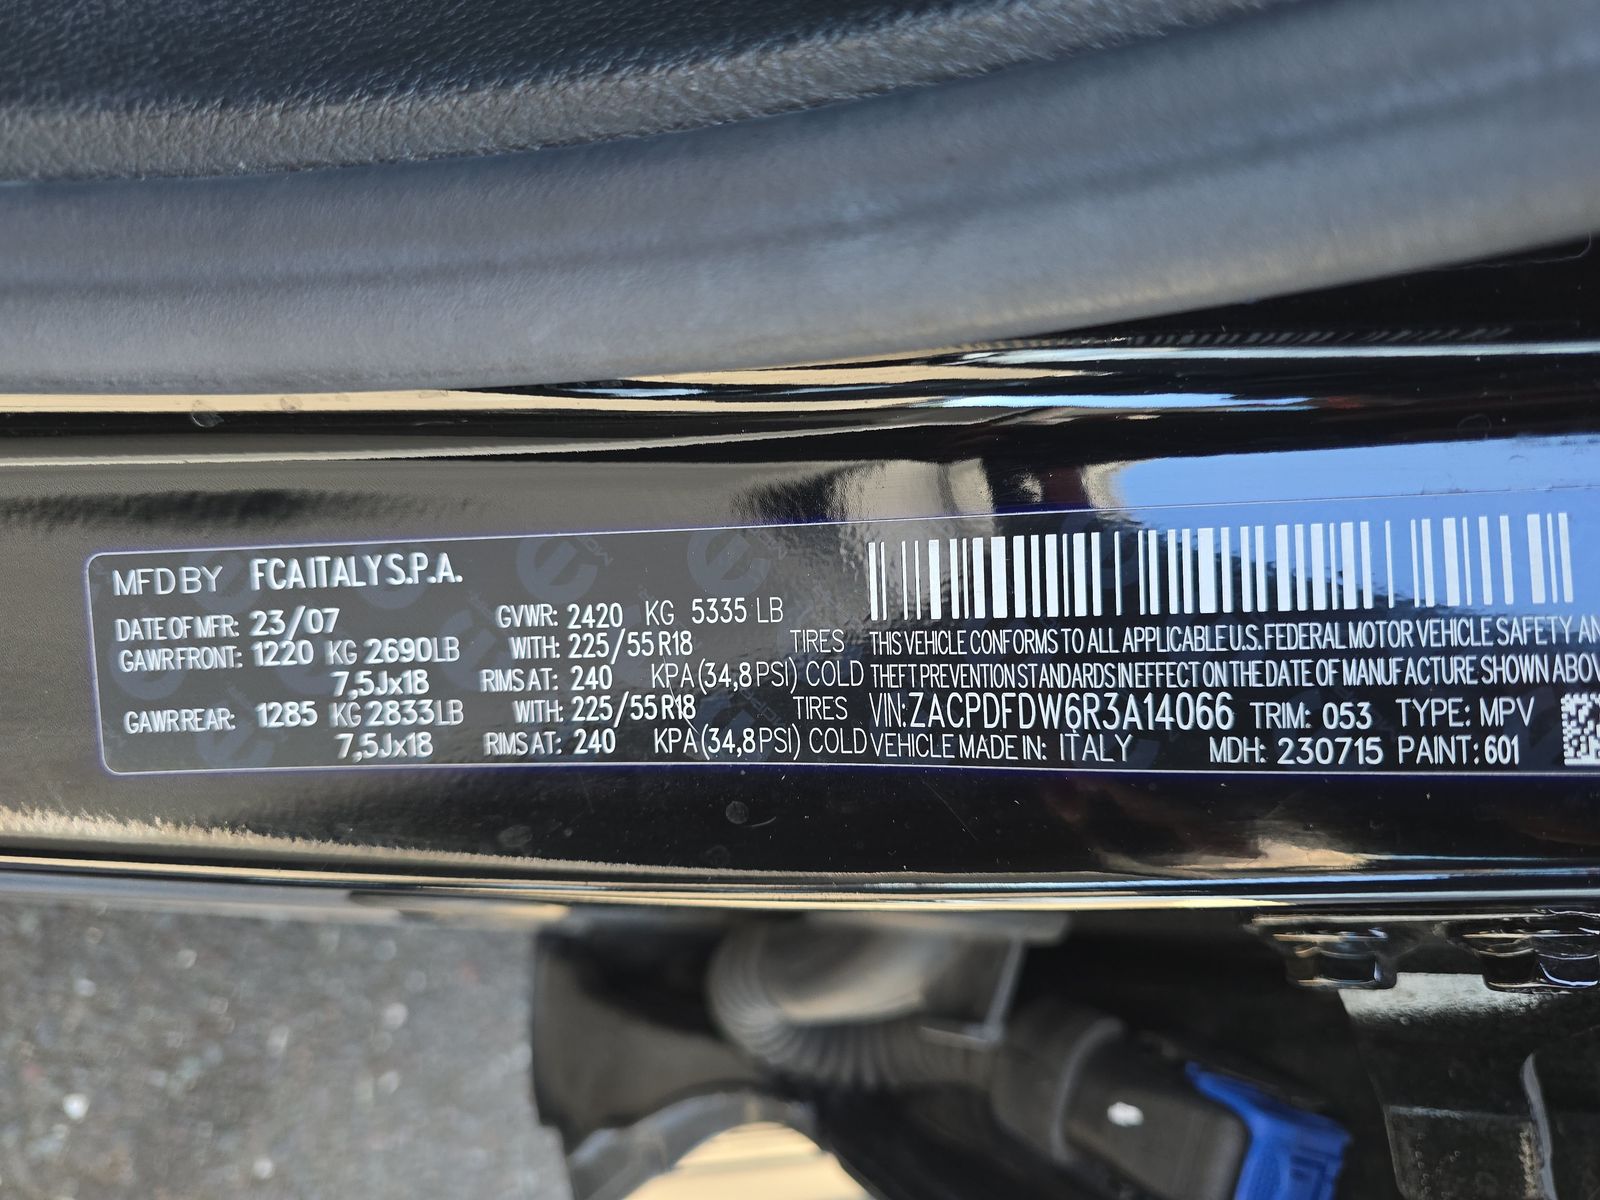 MFD BY FCA ITALY S.P.A.
DATE OF MFR: 23/07 GVWR: 2420 KG 5335 LB
GAWR FRONT: 1220 KG 2690 LB WITH: 225/55 R18 TIRES
7,5Jx18 RIMS AT: 240 KPA (34,8 PSI) COLD
GAWR REAR: 1285 KG 2833 LB WITH: 225/55 R18 TIRES
7,5Jx18 RIMS AT: 240 KPA (34,8 PSI) COLD
THIS VEHICLE CONFORMS TO ALL APPLICABLE U.S. FEDERAL MOTOR VEHICLE SAFETY
THEFT PREVENTION STANDARDS IN EFFECT ON THE DATE OF MANUFACTURE SHOWN
VIN: ZACPDFDW6R3A14066 TRIM: 053 TYPE: MPV
VEHICLE MADE IN: ITALY MDH: 230715 PAINT: 601